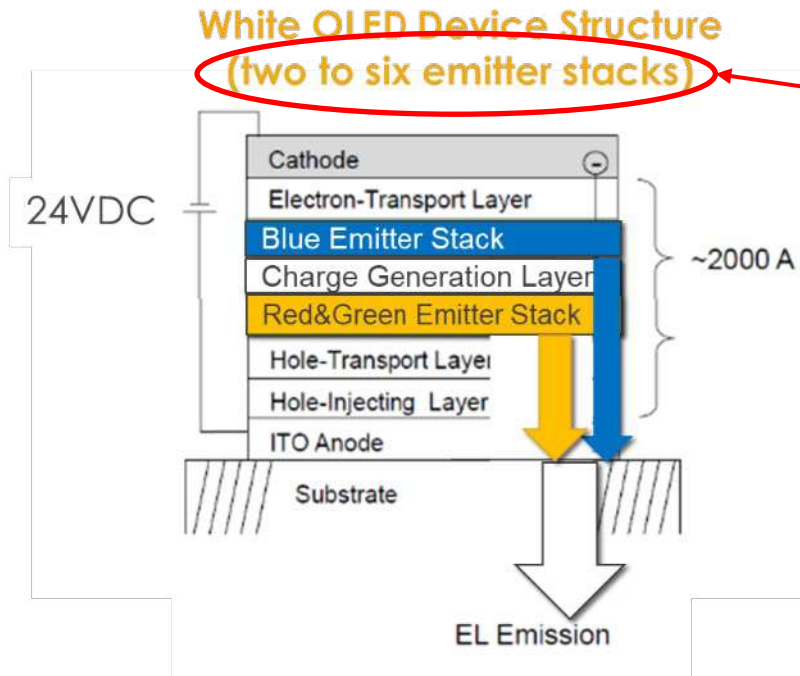 White OLED Device Structure
(two to six emitter stacks)
Cathode
Electron-Transport Layer
24VDC
Blue Emitter Stack
~2000 A
Charge Generation Layer
Red&Green Emitter Stack
Hole-Transport Layer
Hole-Injecting Layer
ITO Anode
Substrate
EL Emission